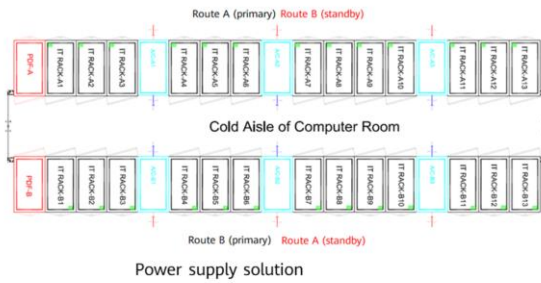 Route A (primary) Route B (standby)
PDF-A
IT RACK-A1
IT RACK-A2
IT RACK-A3
IT RACK-A4
IT RACK-A5
IT RACK-A6
IT RACK-A7
IT RACK-A8
IT RACK-A9
IT RACK-A10
IT RACK-A11
IT RACK-A12
IT RACK-A13
Cold Aisle of Computer Room
PDF-B
IT RACK-B1
IT RACK-B2
IT RACK-B3
IT RACK-B4
IT RACK-B5
IT RACK-B6
IT RACK-B7
IT RACK-B8
IT RACK-B9
IT RACK-B10
IT RACK-B11
IT RACK-B12
IT RACK-B13
Route B (primary) Route A (standby)
Power supply solution